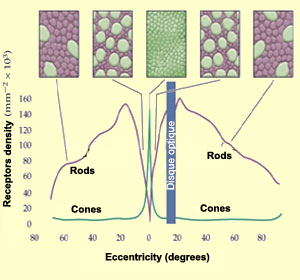 Receptors density (mm⁻² × 10³)
160
140
120
100
80
60
40
20
0
Disque optique
Rods
Rods
Cones
Cones
80 60 40 20 0 20 40 60 80
Eccentricity (degrees)